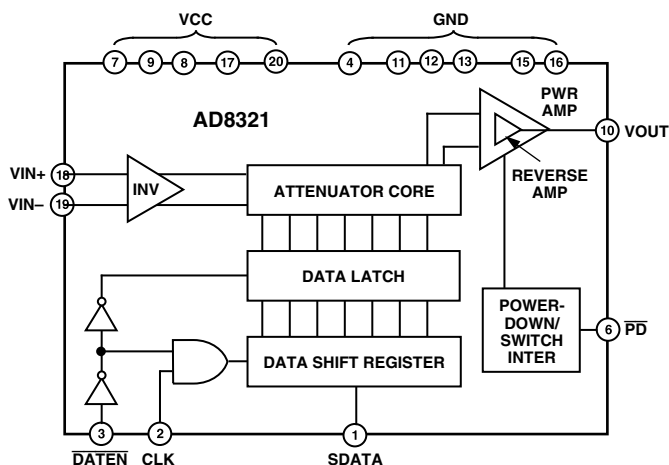 VCC
GND
7 9 8 17 20 4 11 12 13 15 16
AD8321
PWR
AMP
10 VOUT
REVERSE
AMP
VIN+ 18
VIN– 19
INV
ATTENUATOR CORE
DATA LATCH
POWER-
DOWN/
SWITCH
INTER
6 PD
DATA SHIFT REGISTER
3 2 1
DATEN CLK SDATA